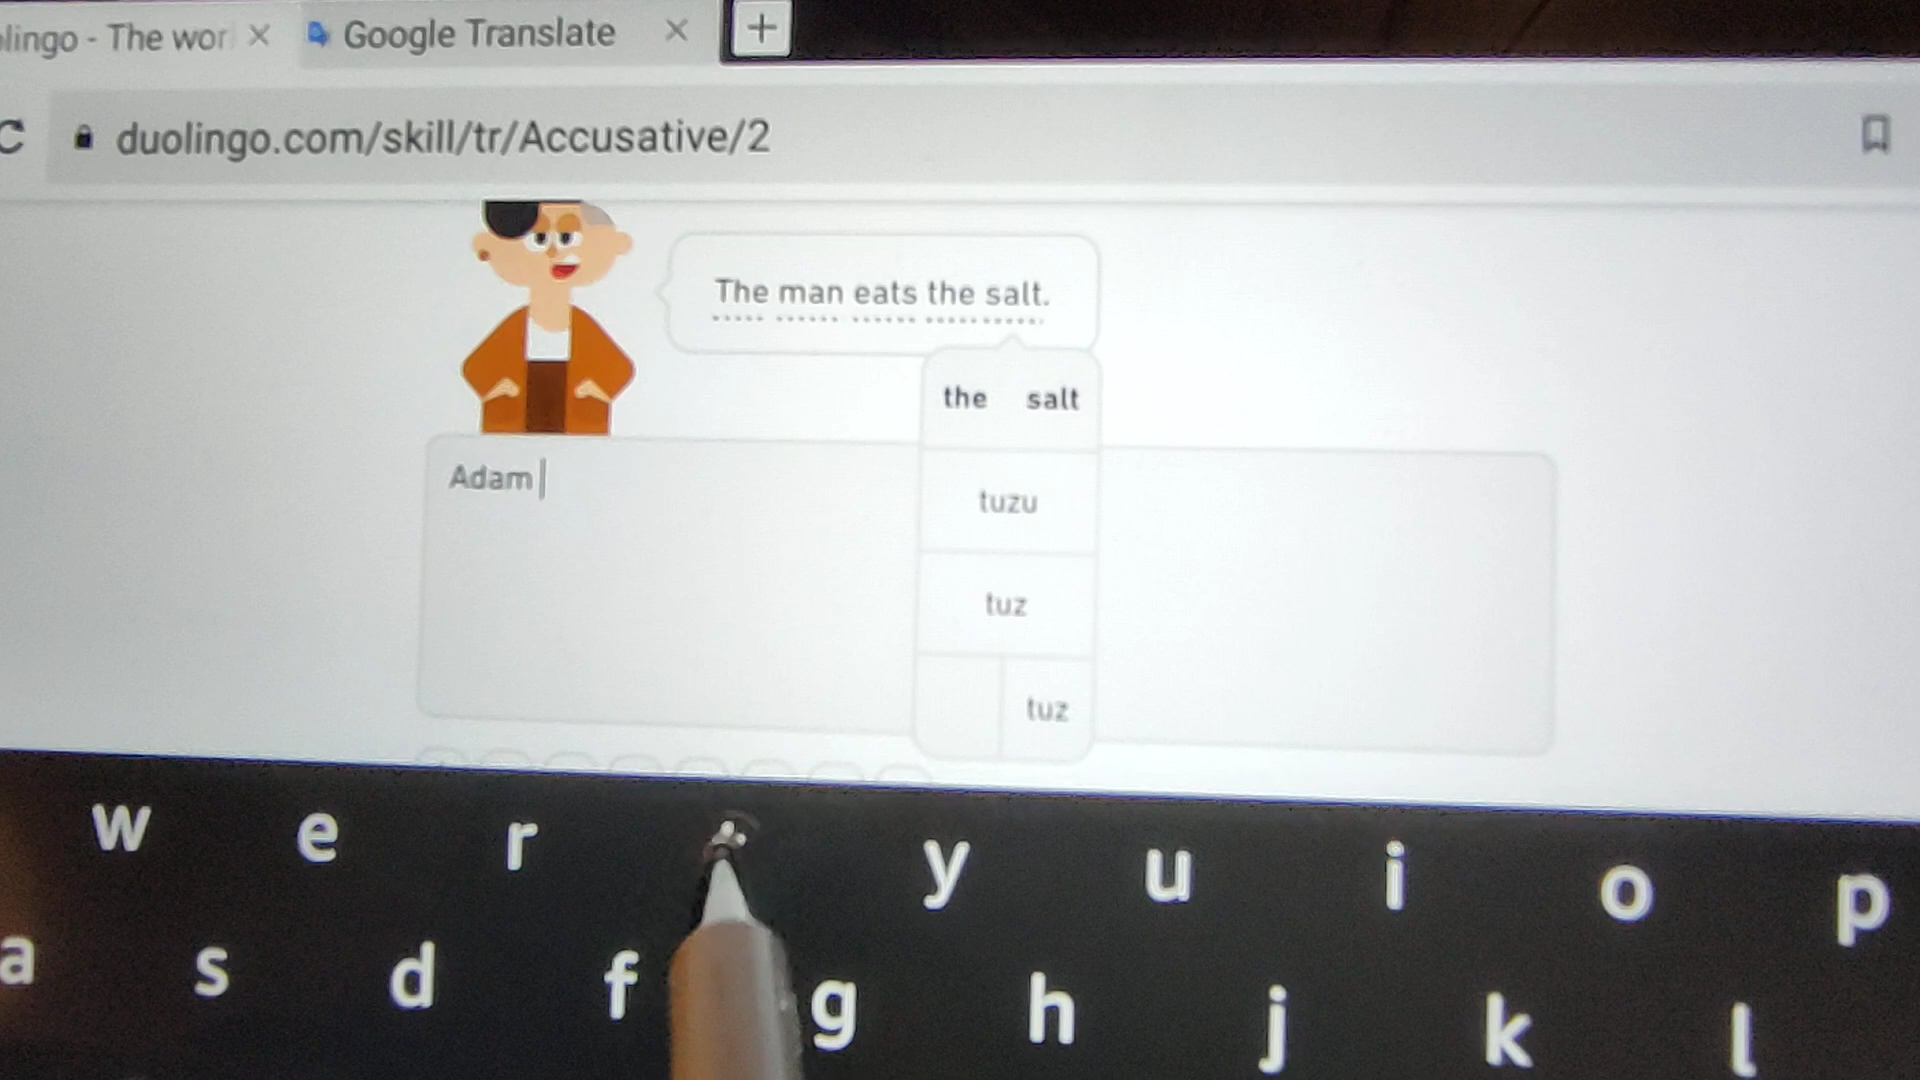 lingo - The wor
Google Translate
duolingo.com/skill/tr/Accusative/2
The man eats the salt.
the salt
tuzu
tuz
tuz
Adam
w e r y u i o p
a s d f g h j k l